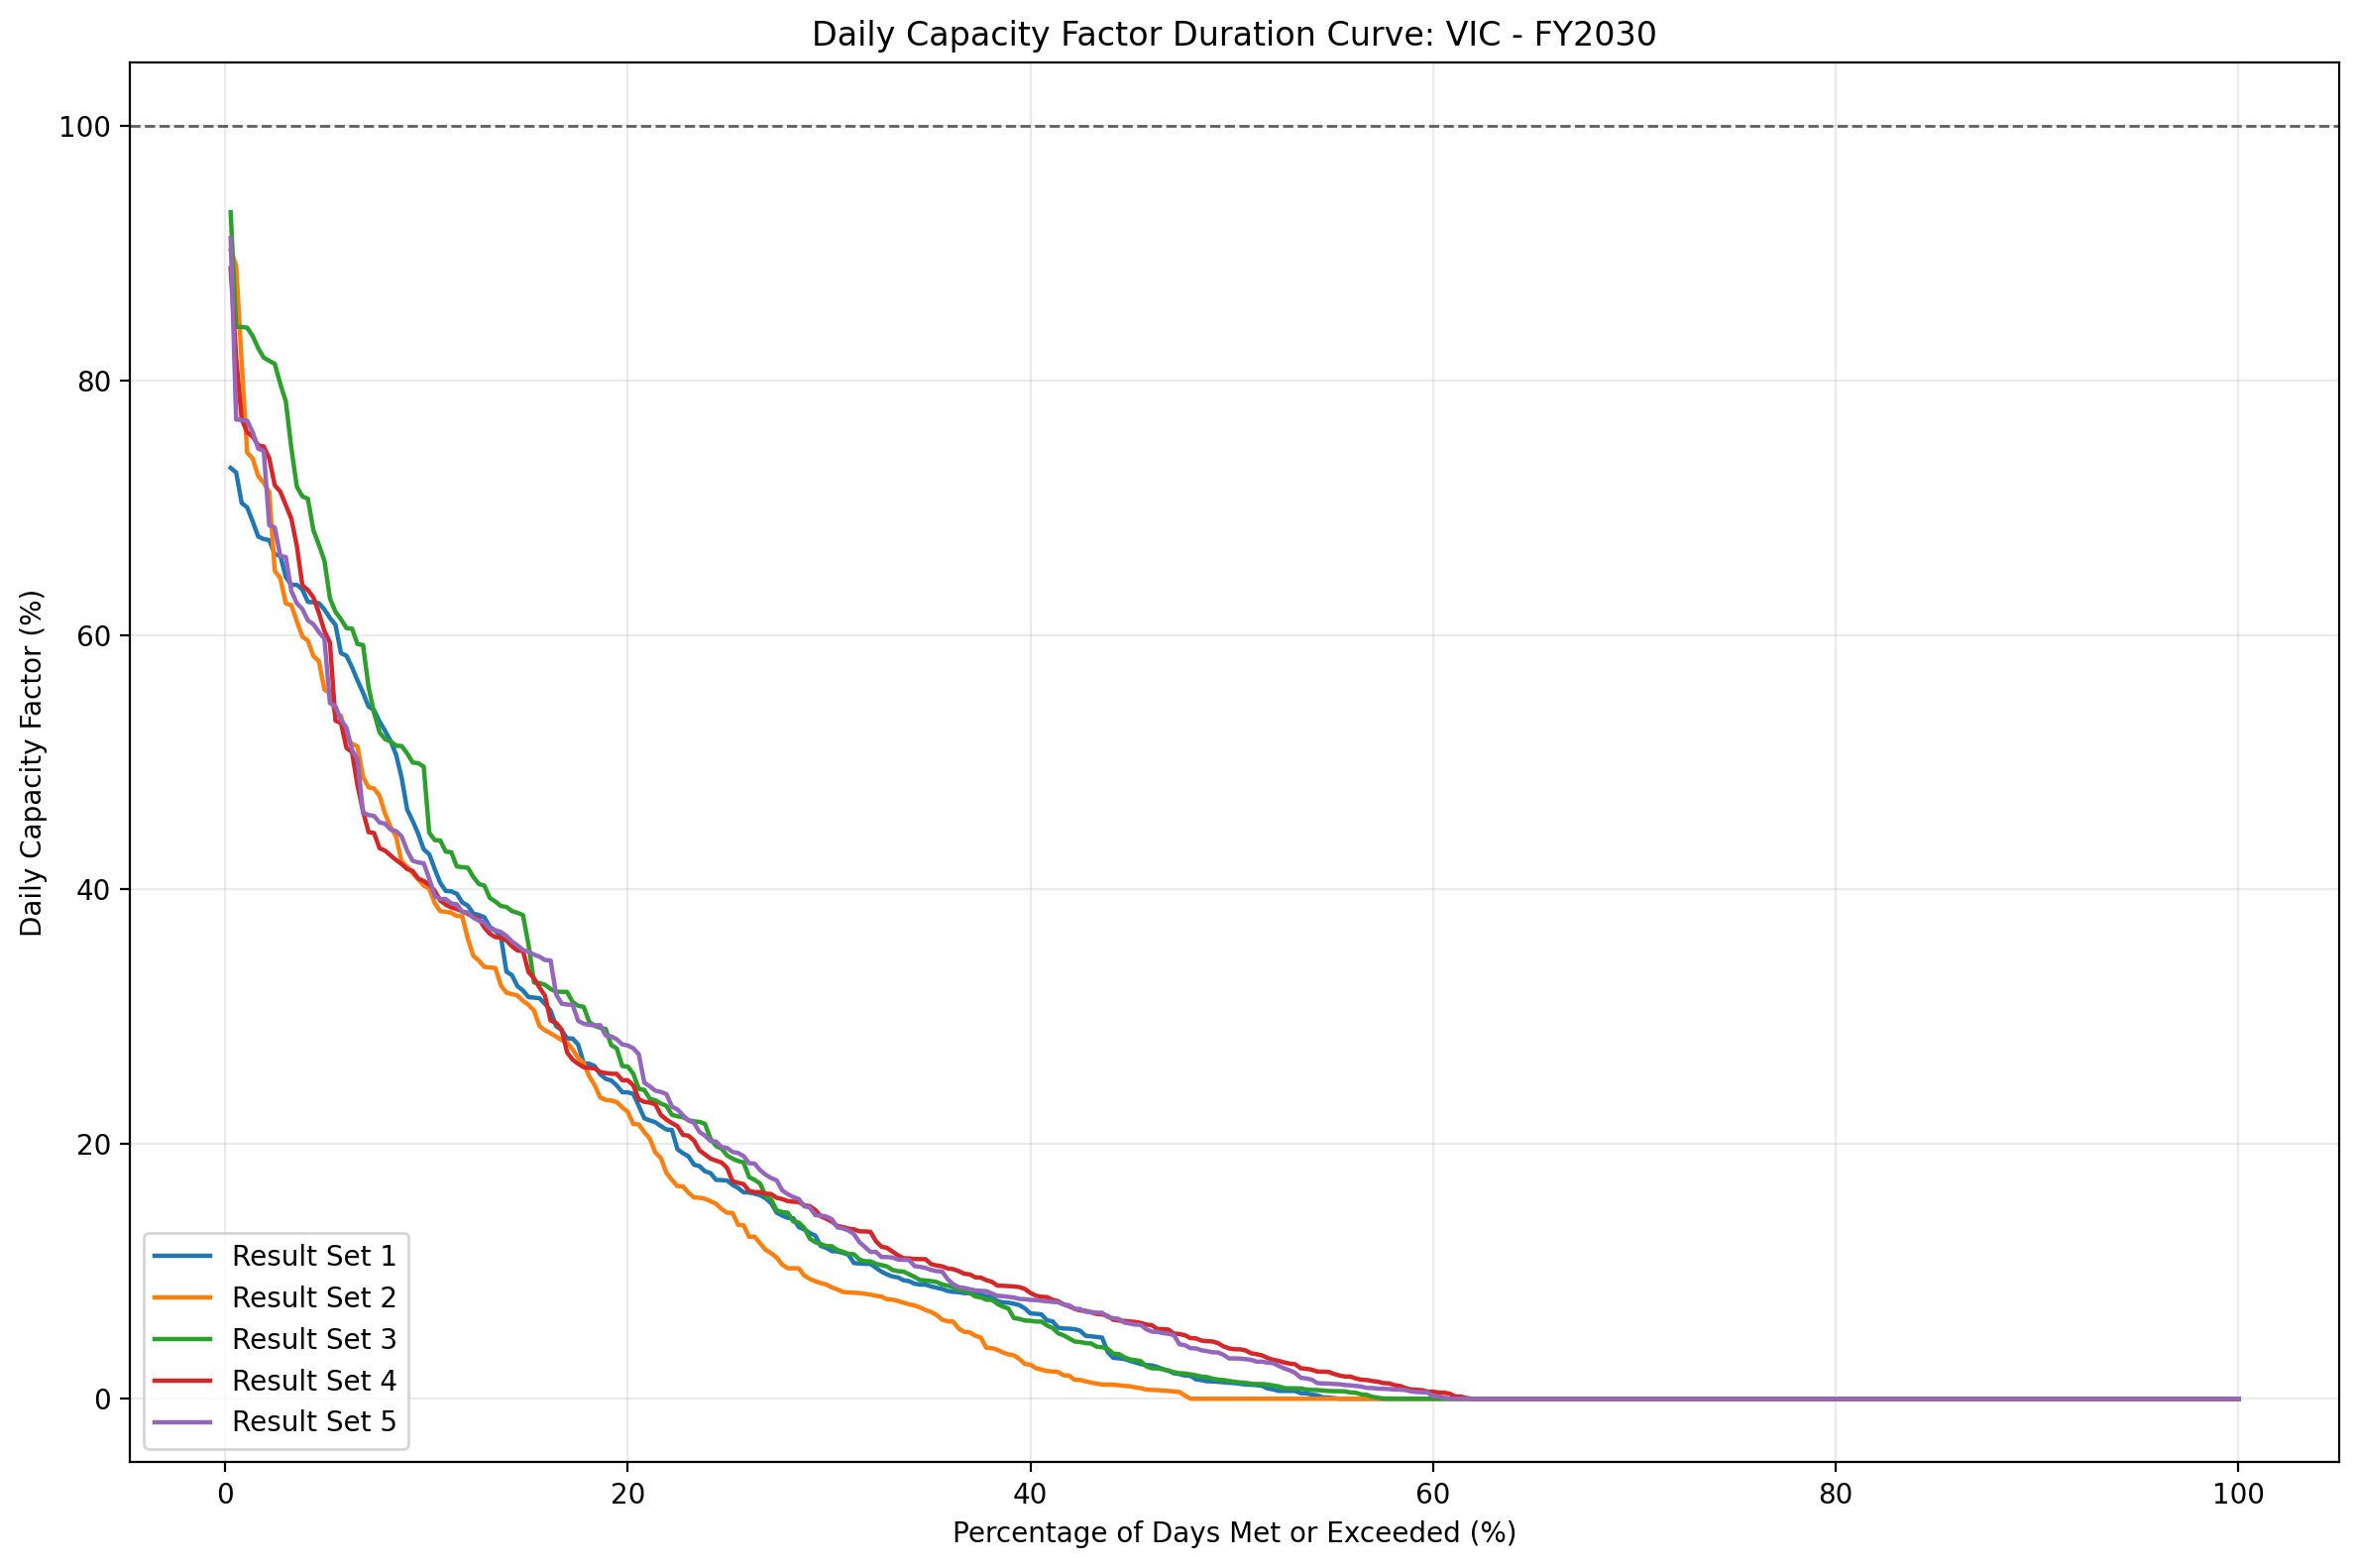 Daily Capacity Factor Duration Curve: VIC - FY2030
Daily Capacity Factor (%)
100
80
60
40
20
0
Result Set 1
Result Set 2
Result Set 3
Result Set 4
Result Set 5
0 20 40 60 80 100
Percentage of Days Met or Exceeded (%)